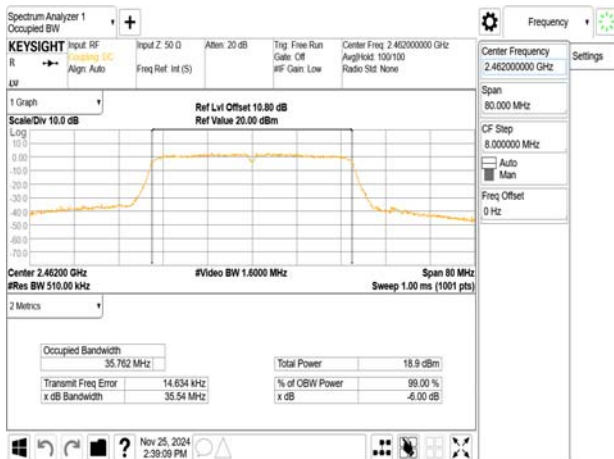 Spectrum Analyzer 1
Occupied BW
Frequency
KEYSIGHT
R
Input: RF
Coupling: DC
Align: Auto
Input Z: 50 Ω
Freq Ref: Int (S)
Atten: 20 dB
Trig: Free Run
Gate: Off
#IF Gain: Low
Center Freq: 2.462000000 GHz
Avg|Hold: 100/100
Radio Std: None
Center Frequency
2.462000000 GHz
Settings
Span
80.000 MHz
CF Step
8.000000 MHz
Auto
Man
Freq Offset
0 Hz
1 Graph
Scale/Div 10.0 dB
Ref Lvl Offset 10.80 dB
Ref Value 20.00 dBm
Log
10.0
0.00
-10.0
-20.0
-30.0
-40.0
-50.0
-60.0
-70.0
Center 2.46200 GHz
#Video BW 1.6000 MHz
Span 80 MHz
#Res BW 510.00 kHz
Sweep 1.00 ms (1001 pts)
2 Metrics
Occupied Bandwidth
35.762 MHz
Total Power 18.9 dBm
Transmit Freq Error 14.634 kHz
% of OBW Power 99.00 %
x dB Bandwidth 35.54 MHz
x dB -6.00 dB
?
Nov 25, 2024
2:39:09 PM